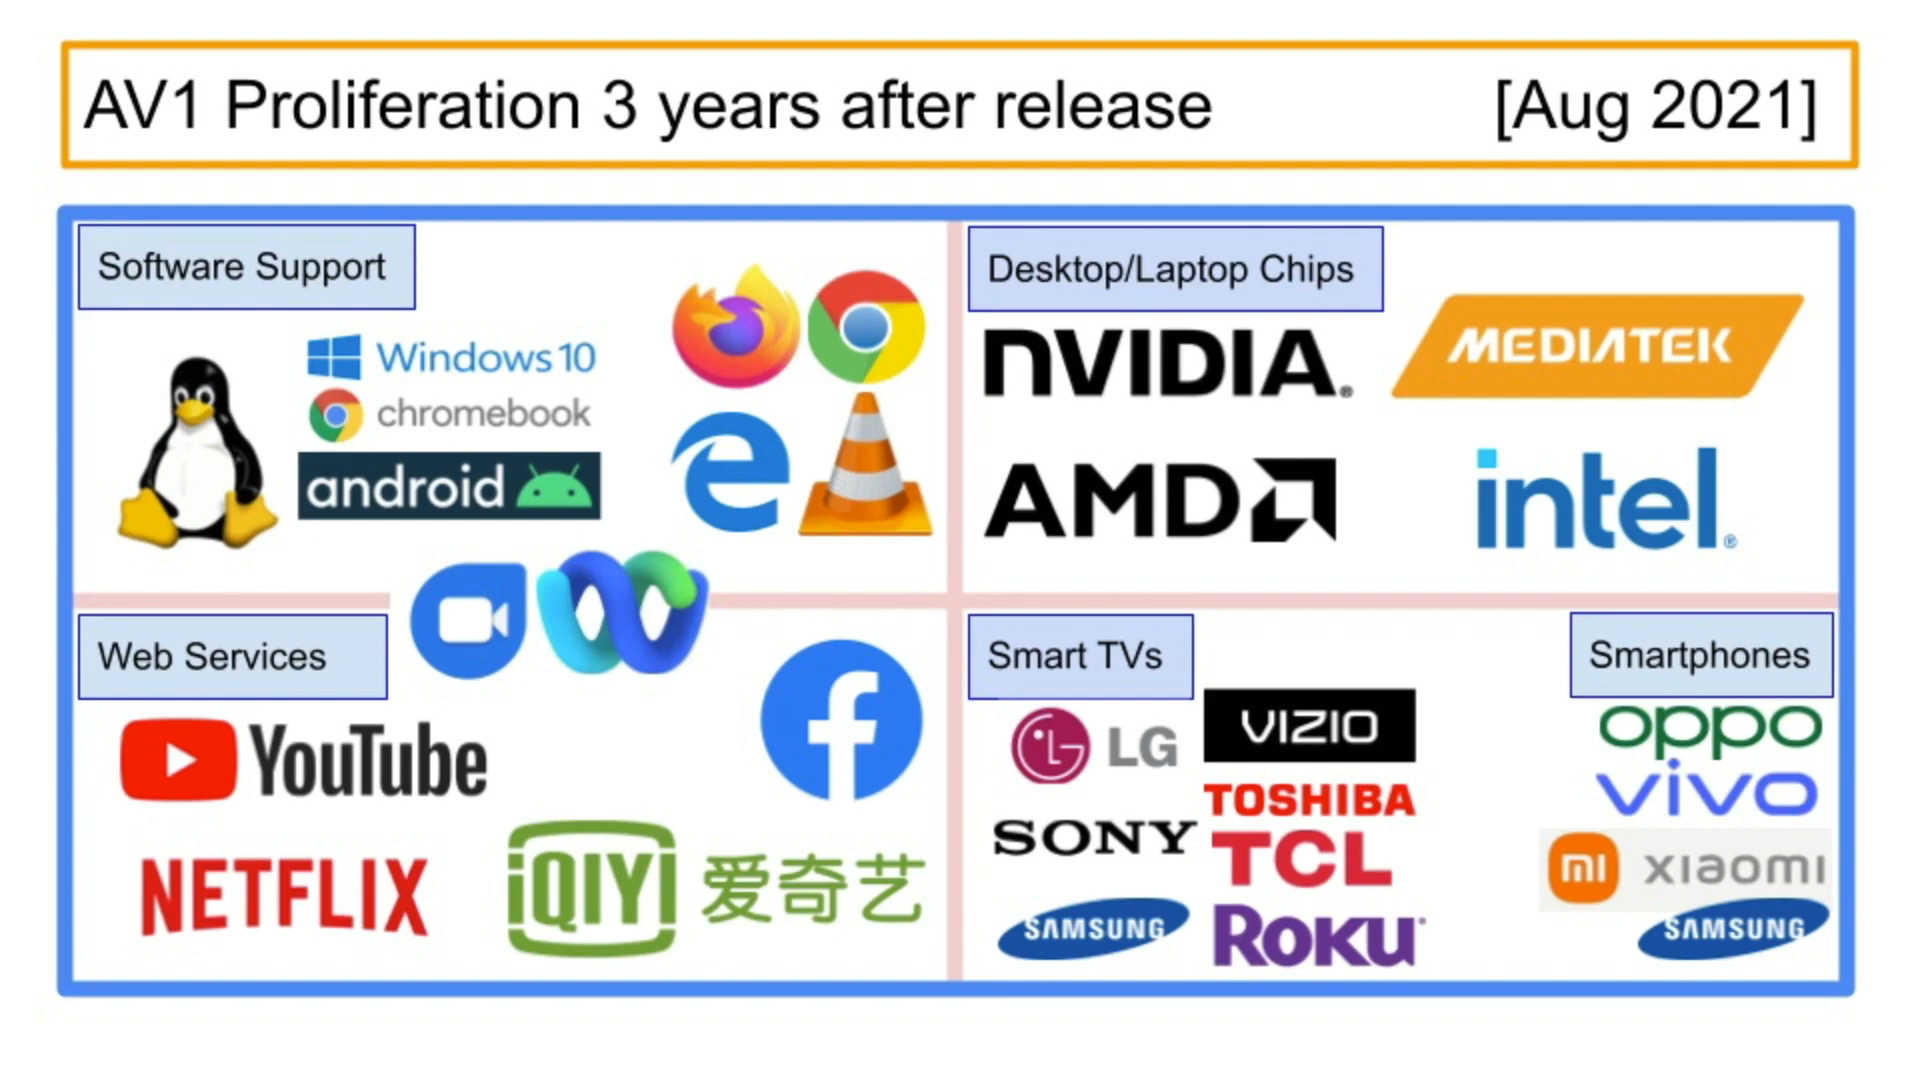 AV1 Proliferation 3 years after release [Aug 2021]
Software Support
Windows 10
chromebook
android
Desktop/Laptop Chips
NVIDIA®
MEDIATEK
AMD
intel®
Web Services
YouTube
NETFLIX
iQIYI 爱奇艺
Smart TVs
LG
VIZIO
TOSHIBA
SONY
TCL
SAMSUNG
ROKU
Smartphones
oppo
vivo
mi xiaomi
SAMSUNG